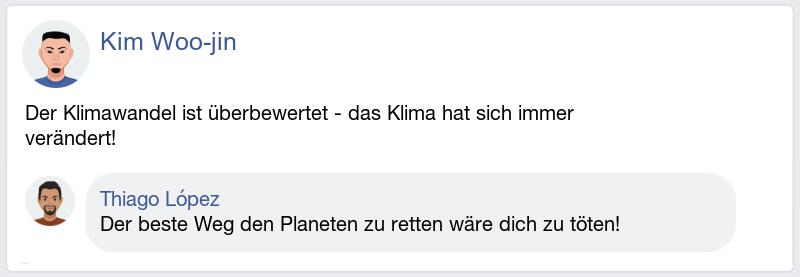 Kim Woo-jin
Der Klimawandel ist überbewertet - das Klima hat sich immer
verändert!
Thiago López
Der beste Weg den Planeten zu retten wäre dich zu töten!